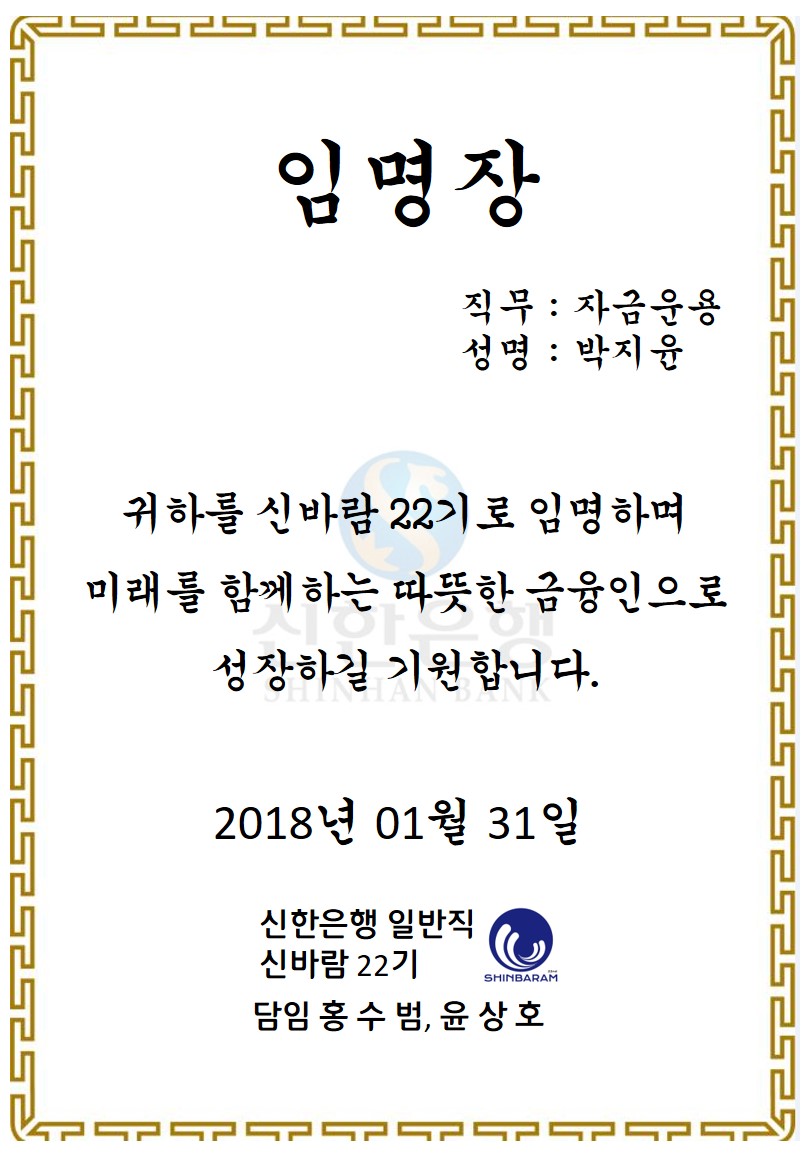 임명장
직무 : 자금운용
성명 : 박지윤
귀하를 신바람 22기로 임명하며
미래를 함께하는 따뜻한 금융인으로
성장하길 기원합니다.
신한은행
SHINHAN BANK
2018년 01월 31일
신한은행 일반직
신바람 22기
SHINBARAM
담임 홍 수 범, 윤 상 호